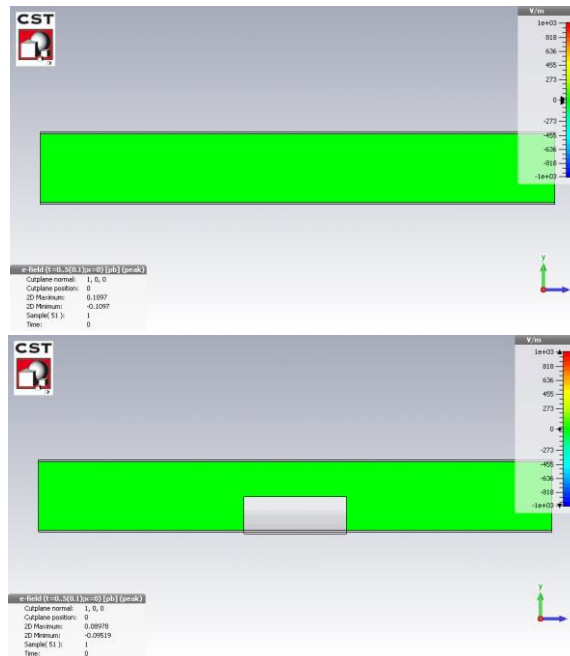 CST
V/m
1e+03
818
636
455
273
0
-273
-455
-636
-818
-1e+03
y
e-field (t=0..5(0.1);x=0) [pb] (peak)
Cutplane normal: 1, 0, 0
Cutplane position: 0
2D Maximum: 0.1097
2D Minimum: -0.1097
Sample( 51 ): 1
Time: 0
CST
V/m
1e+03
818
636
455
273
0
-273
-455
-636
-818
-1e+03
y
e-field (t=0..5(0.1);x=0) [pb] (peak)
Cutplane normal: 1, 0, 0
Cutplane position: 0
2D Maximum: 0.08978
2D Minimum: -0.09519
Sample( 51 ): 1
Time: 0